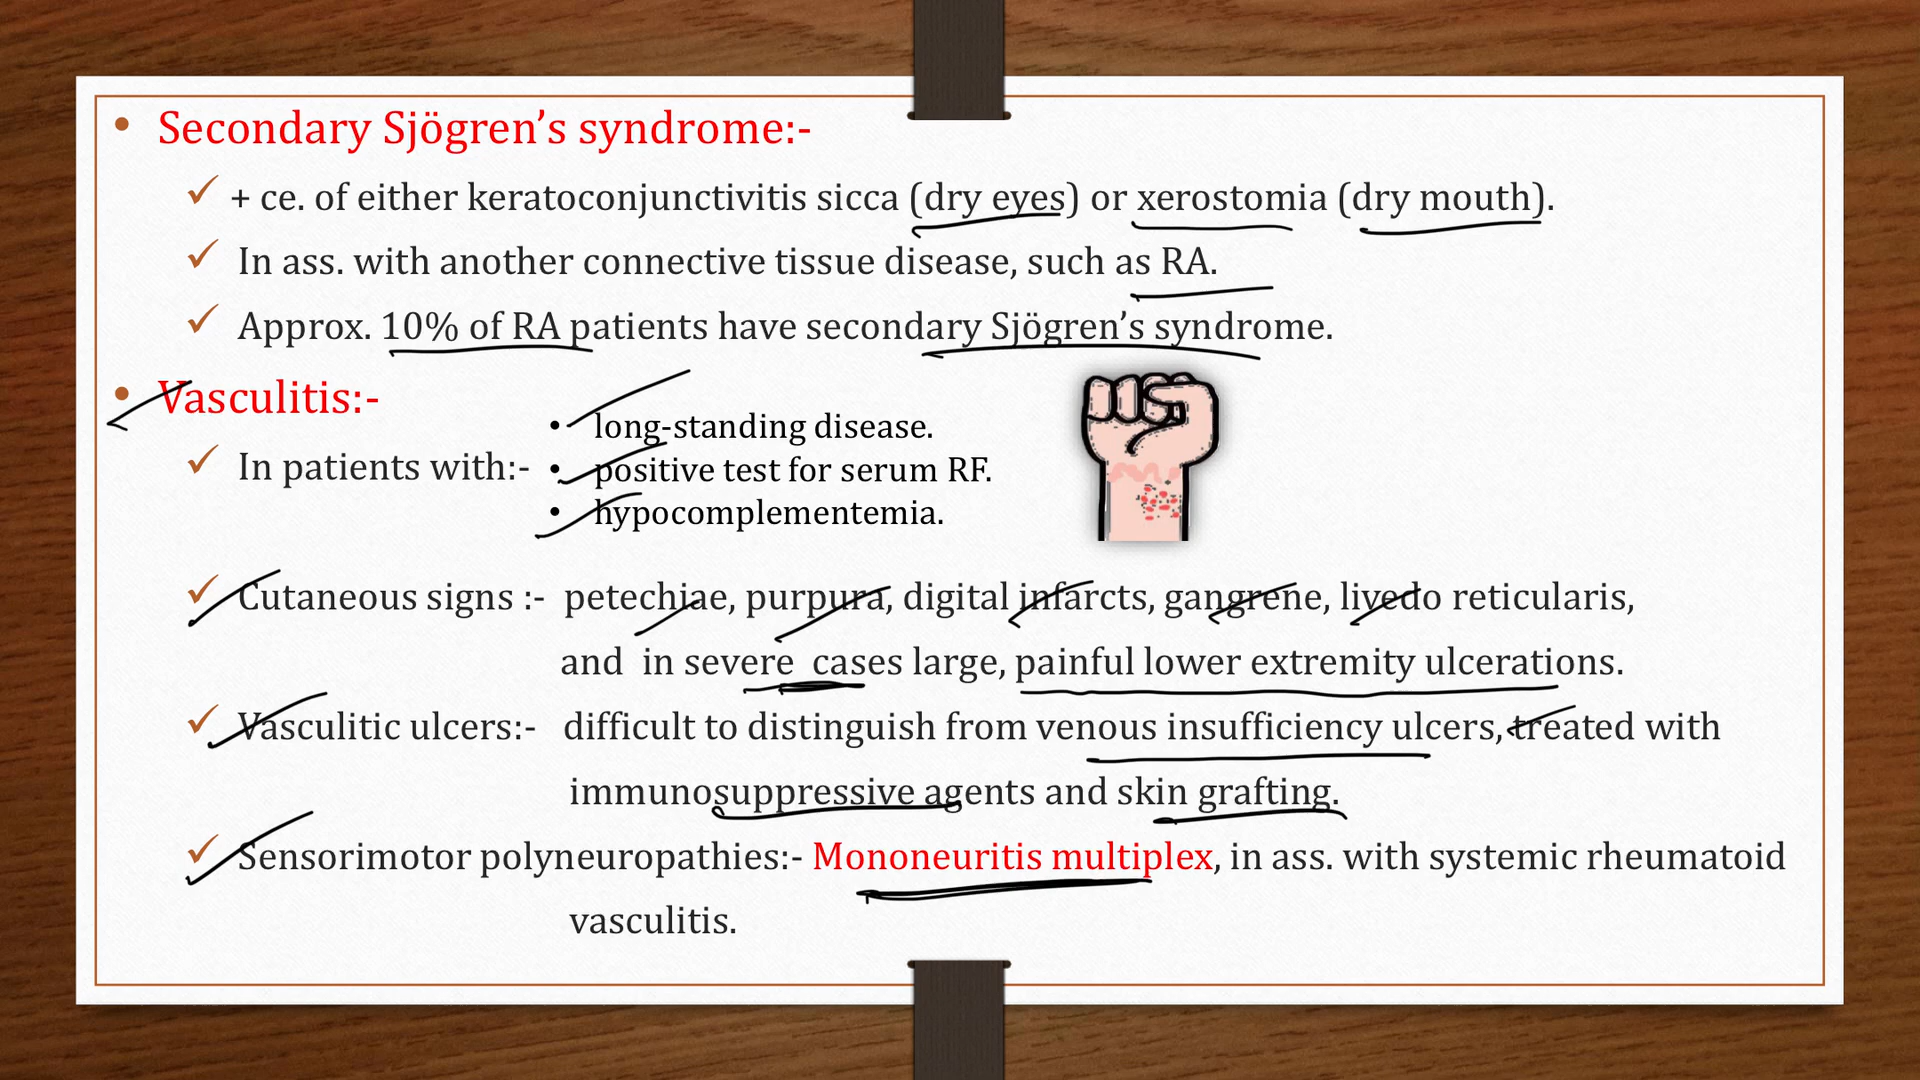 • Secondary Sjögren’s syndrome:-
✓ + ce. of either keratoconjunctivitis sicca (dry eyes) or xerostomia (dry mouth).
✓ In ass. with another connective tissue disease, such as RA.
✓ Approx. 10% of RA patients have secondary Sjögren’s syndrome.
• Vasculitis:-
✓ In patients with:-
• long-standing disease.
• positive test for serum RF.
• hypocomplementemia.
✓ Cutaneous signs :- petechiae, purpura, digital infarcts, gangrene, livedo reticularis,
and in severe cases large, painful lower extremity ulcerations.
✓ Vasculitic ulcers:- difficult to distinguish from venous insufficiency ulcers, treated with
immunosuppressive agents and skin grafting.
✓ Sensorimotor polyneuropathies:- Mononeuritis multiplex, in ass. with systemic rheumatoid
vasculitis.